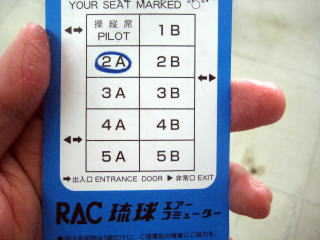 YOUR SEAT MARKED "○"
操縦席 1B
PILOT
2A 2B
3A 3B
4A 4B
5A 5B
出入口 ENTRANCE DOOR 非常口 EXIT
RAC 琉球 エアー
コミューター